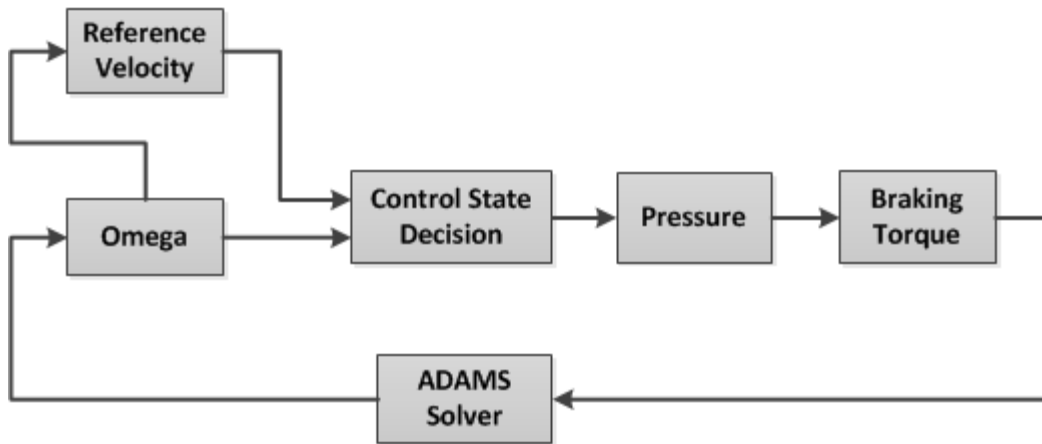 Reference
Velocity
Omega
Control State
Decision
Pressure
Braking
Torque
ADAMS
Solver